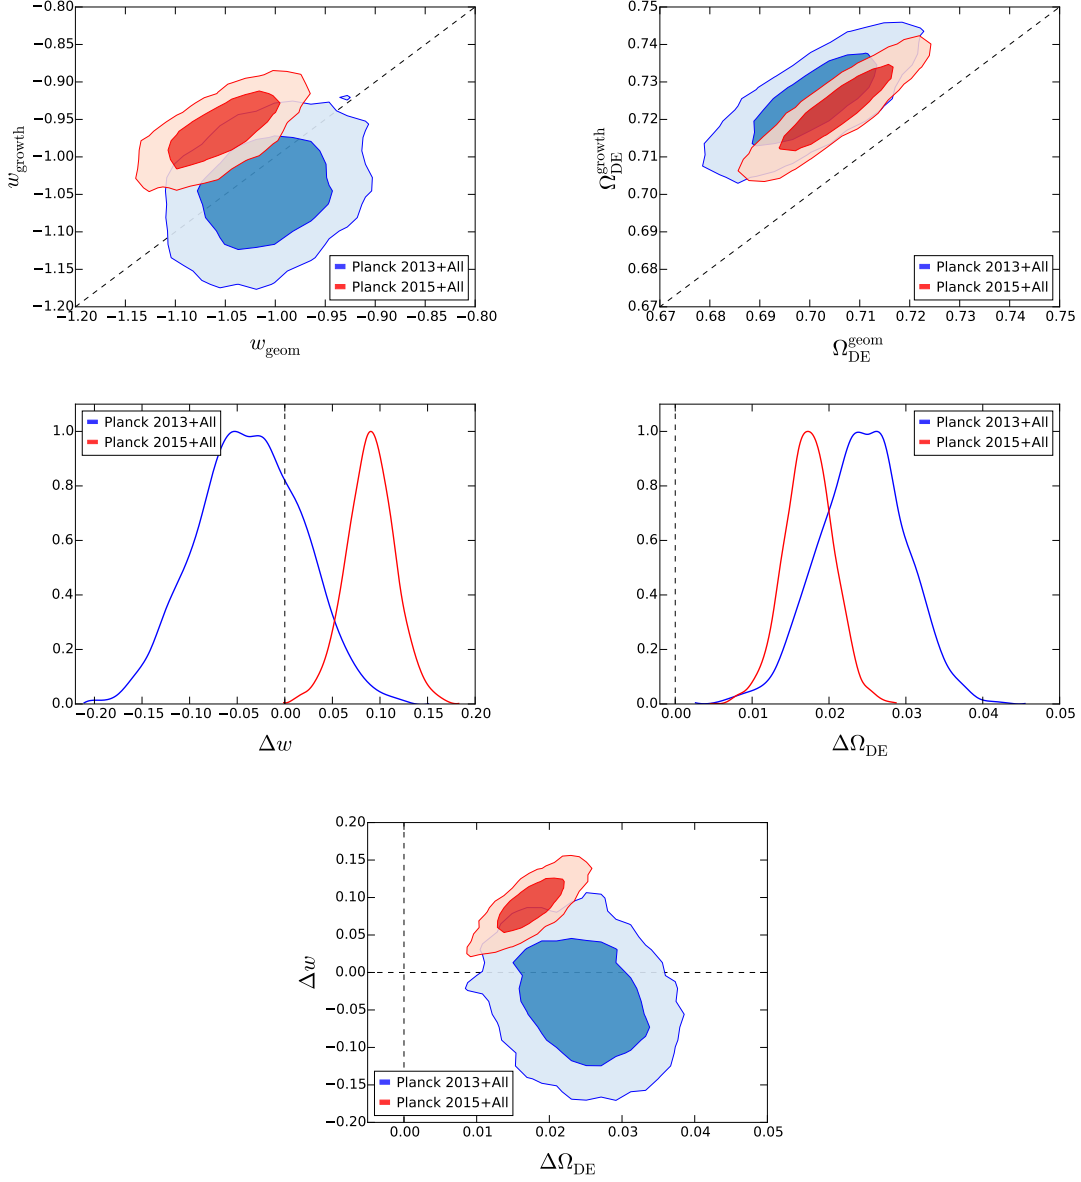 −0.80
−0.85
−0.90
−0.95
−1.00
−1.05
−1.10
−1.15
−1.20
w_growth
−1.20 −1.15 −1.10 −1.05 −1.00 −0.95 −0.90 −0.85 −0.80
w_geom
Planck 2013+All
Planck 2015+All
0.75
0.74
0.73
0.72
0.71
0.70
0.69
0.68
0.67
Ω_DE^growth
0.67 0.68 0.69 0.70 0.71 0.72 0.73 0.74 0.75
Ω_DE^geom
Planck 2013+All
Planck 2015+All
Planck 2013+All
Planck 2015+All
1.0
0.8
0.6
0.4
0.2
0.0
−0.20 −0.15 −0.10 −0.05 0.00 0.05 0.10 0.15 0.20
Δw
Planck 2013+All
Planck 2015+All
1.0
0.8
0.6
0.4
0.2
0.0
0.00 0.01 0.02 0.03 0.04 0.05
ΔΩ_DE
0.20
0.15
0.10
0.05
0.00
−0.05
−0.10
−0.15
−0.20
Δw
Planck 2013+All
Planck 2015+All
0.00 0.01 0.02 0.03 0.04 0.05
ΔΩ_DE